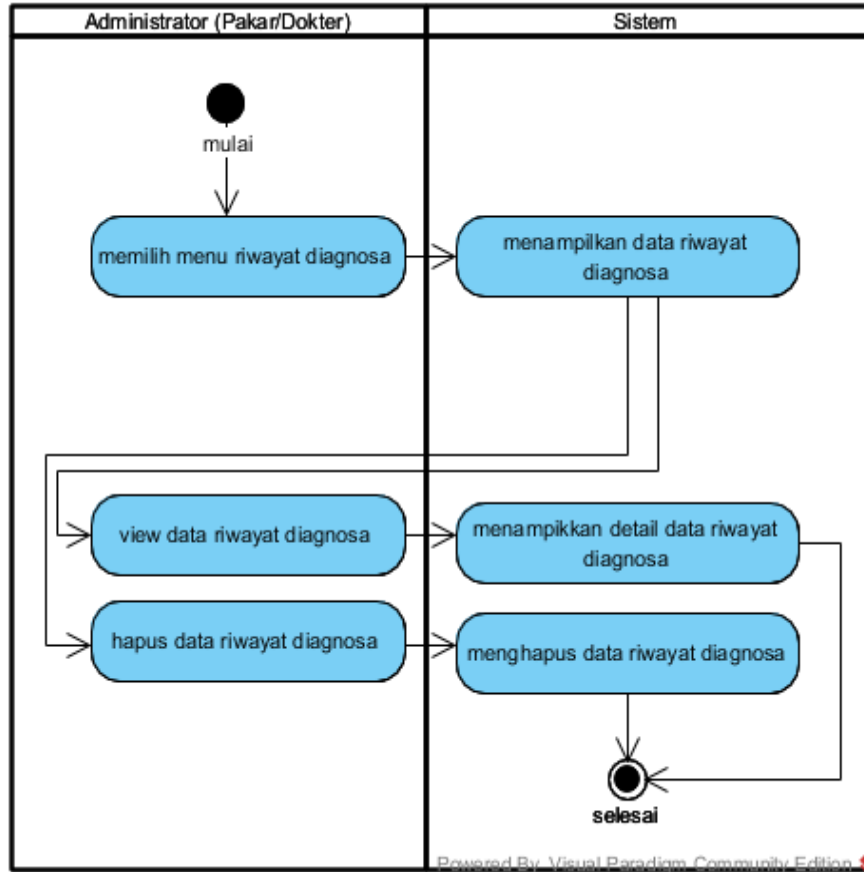 Administrator (Pakar/Dokter)
Sistem
mulai
memilih menu riwayat diagnosa
menampilkan data riwayat
diagnosa
view data riwayat diagnosa
menampikkan detail data riwayat
diagnosa
hapus data riwayat diagnosa
menghapus data riwayat diagnosa
selesai
Powered By Visual Paradigm Community Edition